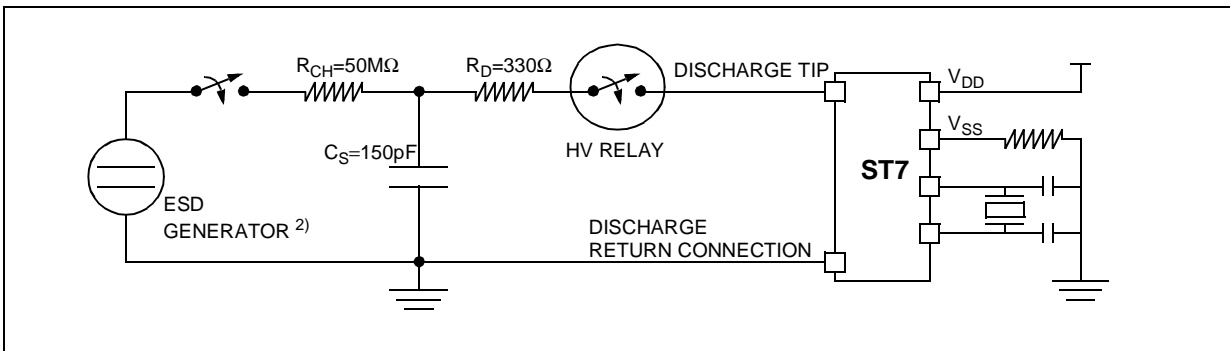 R_CH=50MΩ
R_D=330Ω
DISCHARGE TIP
V_DD
V_SS
C_S=150pF
HV RELAY
ST7
ESD
GENERATOR 2)
DISCHARGE
RETURN CONNECTION